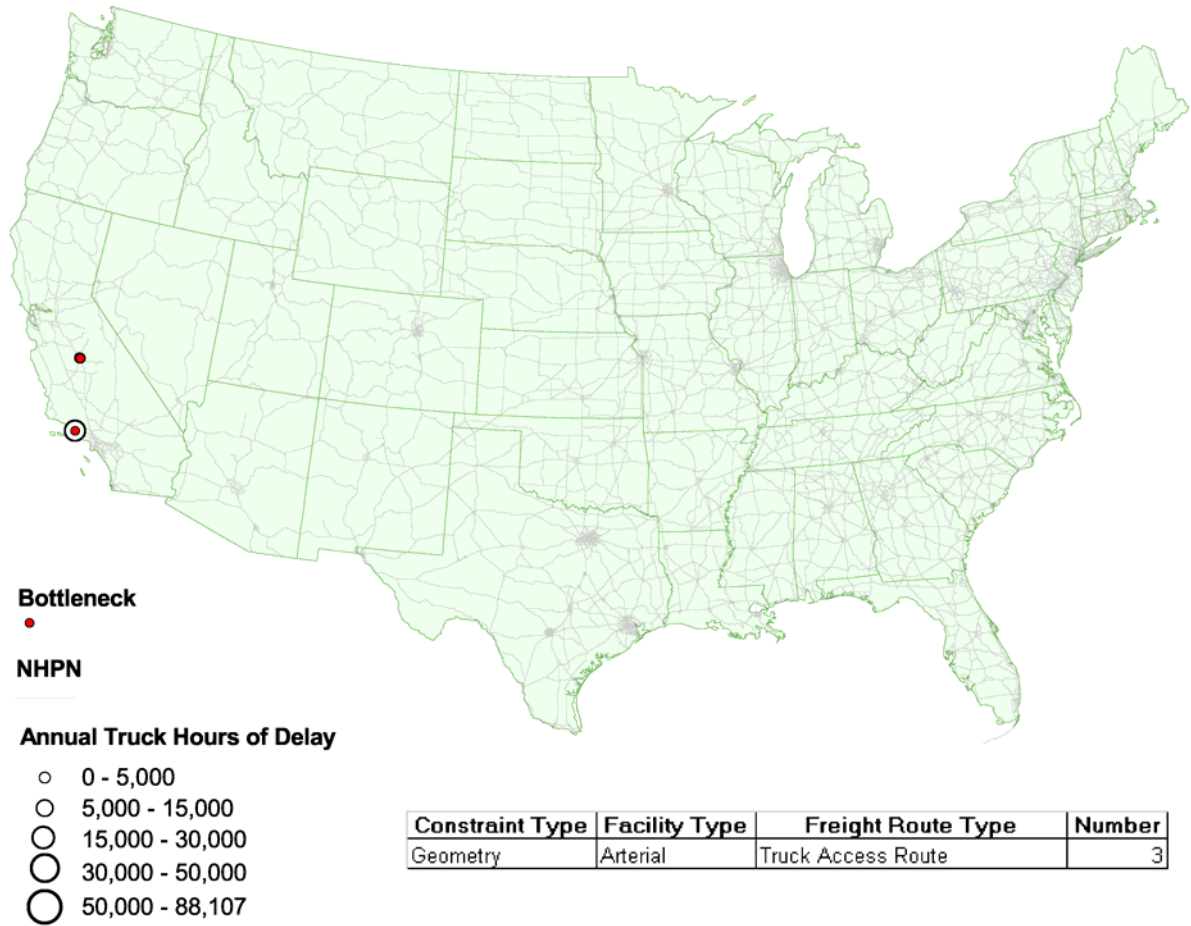 Bottleneck
NHPN
Annual Truck Hours of Delay
0 - 5,000
5,000 - 15,000
15,000 - 30,000
30,000 - 50,000
50,000 - 88,107
Constraint Type Facility Type Freight Route Type Number
Geometry Arterial Truck Access Route 3